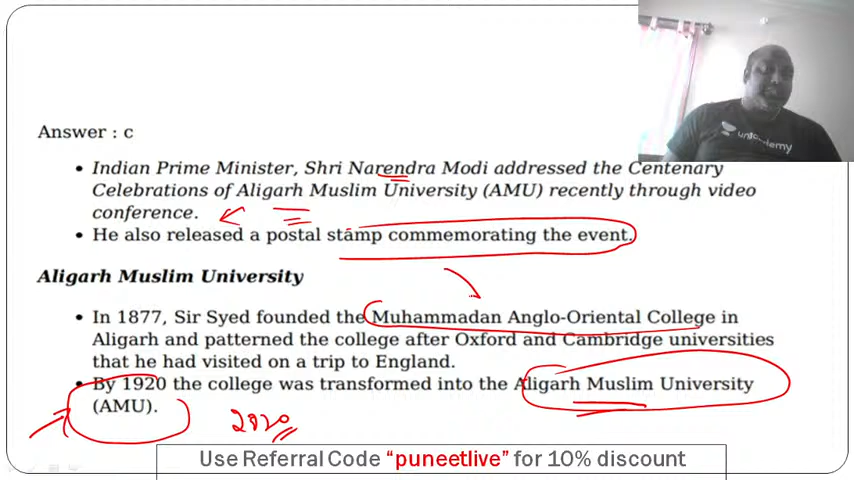 unacademy
Answer : c
• Indian Prime Minister, Shri Narendra Modi addressed the Centenary
Celebrations of Aligarh Muslim University (AMU) recently through video
conference.
• He also released a postal stamp commemorating the event.
Aligarh Muslim University
• In 1877, Sir Syed founded the Muhammadan Anglo-Oriental College in
Aligarh and patterned the college after Oxford and Cambridge universities
that he had visited on a trip to England.
• By 1920 the college was transformed into the Aligarh Muslim University
(AMU).
2020
Use Referral Code “puneetlive” for 10% discount